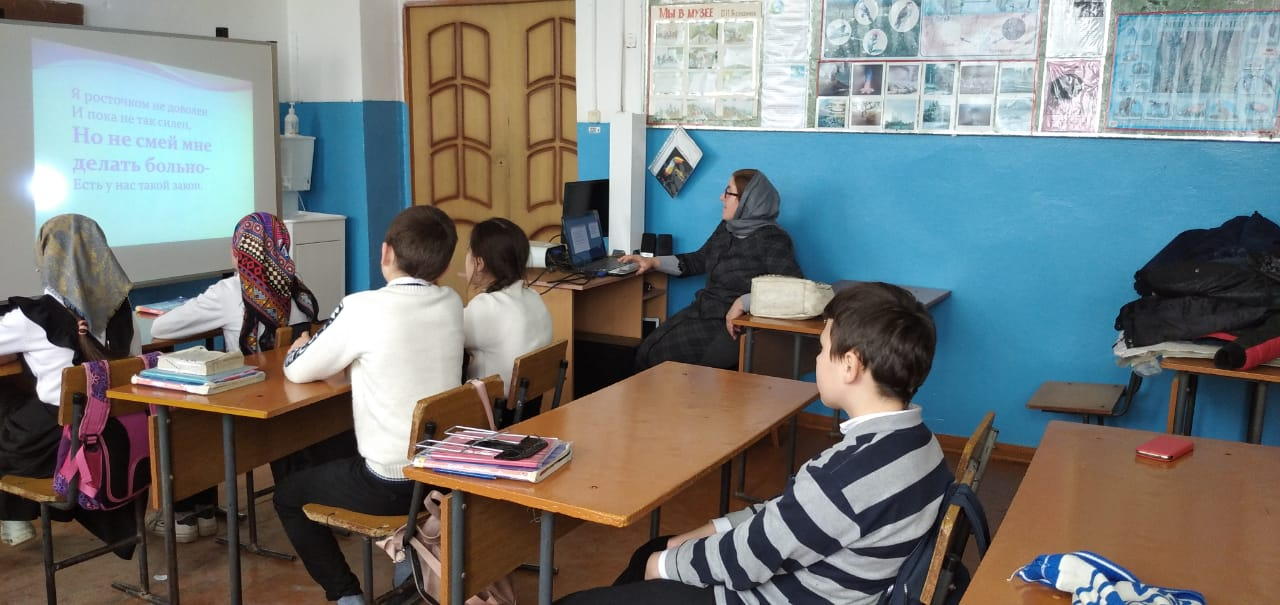 Я росточком не доволен
И пока не так силен,
Но не смей мне
делать больно-
Есть у нас такой закон.
Мы в музее